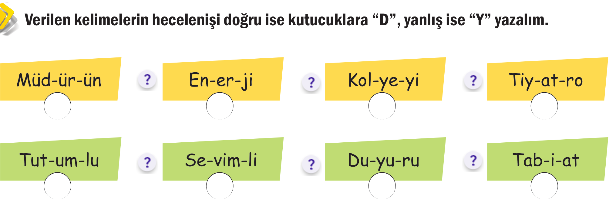 Verilen kelimelerin hecelenişi doğru ise kutucuklara “D”, yanlış ise “Y” yazalım.
Müd-ür-ün ? En-er-ji ? Kol-ye-yi ? Tiy-at-ro
Tut-um-lu ? Se-vim-li ? Du-yu-ru ? Tab-i-at